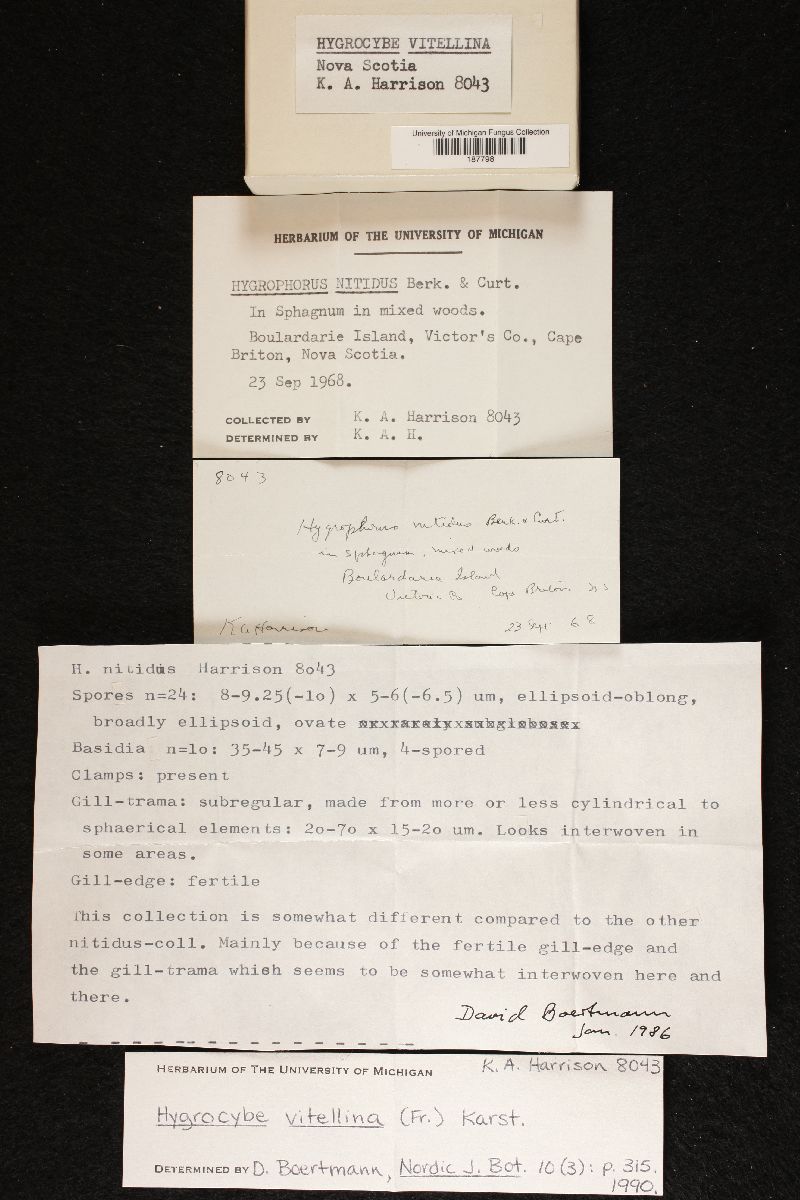 HYGROCYBE VITELLINA
Nova Scotia
K. A. Harrison 8043
University of Michigan Fungus Collection
187798
HERBARIUM OF THE UNIVERSITY OF MICHIGAN
HYGROPHORUS NITIDUS Berk. & Curt.
In Sphagnum in mixed woods.
Boulardarie Island, Victor's Co., Cape
Briton, Nova Scotia.
23 Sep 1968.
COLLECTED BY K. A. Harrison 8043
DETERMINED BY K. A. H.
8043
Hygrophorus nitidus Berk. & Curt.
in sphagnum, mixed woods
Boulardarie Island
Victoria Co Cape Briton. N S
K A Harrison 23 Sept 68
H. nitidus Harrison 8o43
Spores n=24: 8-9.25(-1o) x 5-6(-6.5) um, ellipsoid-oblong,
broadly ellipsoid, ovate
Basidia n=1o: 35-45 x 7-9 um, 4-spored
Clamps: present
Gill-trama: subregular, made from more or less cylindrical to
sphaerical elements: 2o-7o x 15-2o um. Looks interwoven in
some areas.
Gill-edge: fertile
This collection is somewhat different compared to the other
nitidus-coll. Mainly because of the fertile gill-edge and
the gill-trama which seems to be somewhat interwoven here and
there.
David Boertmann
Jan. 1986
HERBARIUM OF THE UNIVERSITY OF MICHIGAN K.A. Harrison 8043
Hygrocybe vitellina (Fr.) Karst.
DETERMINED BY D. Boertmann, Nordic J. Bot. 10(3): p. 315.
1990.